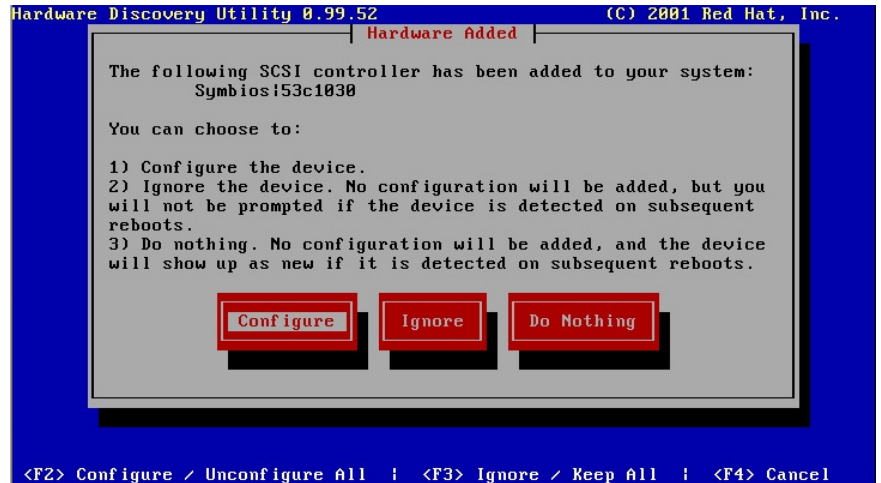 Hardware Discovery Utility 0.99.52 (C) 2001 Red Hat, Inc.
Hardware Added
The following SCSI controller has been added to your system:
Symbios|53c1030
You can choose to:
1) Configure the device.
2) Ignore the device. No configuration will be added, but you
will not be prompted if the device is detected on subsequent
reboots.
3) Do nothing. No configuration will be added, and the device
will show up as new if it is detected on subsequent reboots.
Configure Ignore Do Nothing
<F2> Configure / Unconfigure All | <F3> Ignore / Keep All | <F4> Cancel